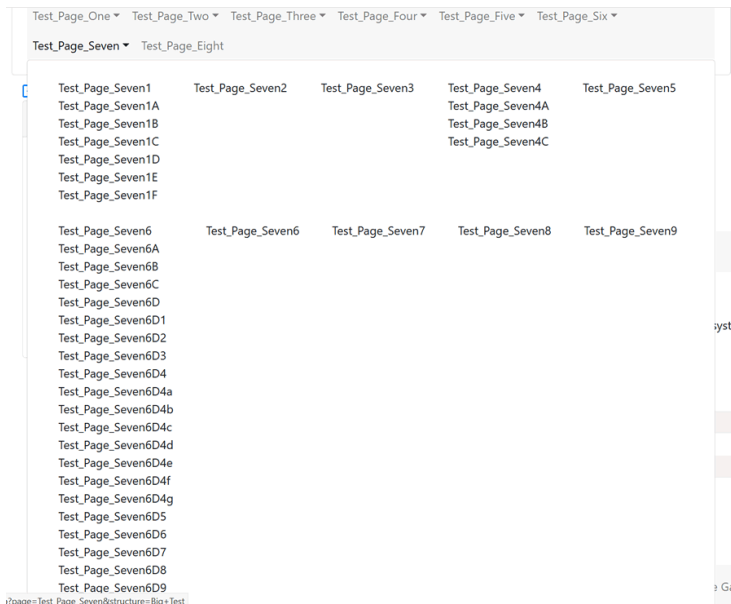 Test_Page_One Test_Page_Two Test_Page_Three Test_Page_Four Test_Page_Five Test_Page_Six
Test_Page_Seven Test_Page_Eight
Test_Page_Seven1 Test_Page_Seven2 Test_Page_Seven3 Test_Page_Seven4 Test_Page_Seven5
Test_Page_Seven1A Test_Page_Seven4A
Test_Page_Seven1B Test_Page_Seven4B
Test_Page_Seven1C Test_Page_Seven4C
Test_Page_Seven1D
Test_Page_Seven1E
Test_Page_Seven1F
Test_Page_Seven6 Test_Page_Seven6 Test_Page_Seven7 Test_Page_Seven8 Test_Page_Seven9
Test_Page_Seven6A
Test_Page_Seven6B
Test_Page_Seven6C
Test_Page_Seven6D
Test_Page_Seven6D1
Test_Page_Seven6D2
Test_Page_Seven6D3
Test_Page_Seven6D4
Test_Page_Seven6D4a
Test_Page_Seven6D4b
Test_Page_Seven6D4c
Test_Page_Seven6D4d
Test_Page_Seven6D4e
Test_Page_Seven6D4f
Test_Page_Seven6D4g
Test_Page_Seven6D5
Test_Page_Seven6D6
Test_Page_Seven6D7
Test_Page_Seven6D8
Test_Page_Seven6D9
?page=Test_Page_Seven&structure=Big+Test